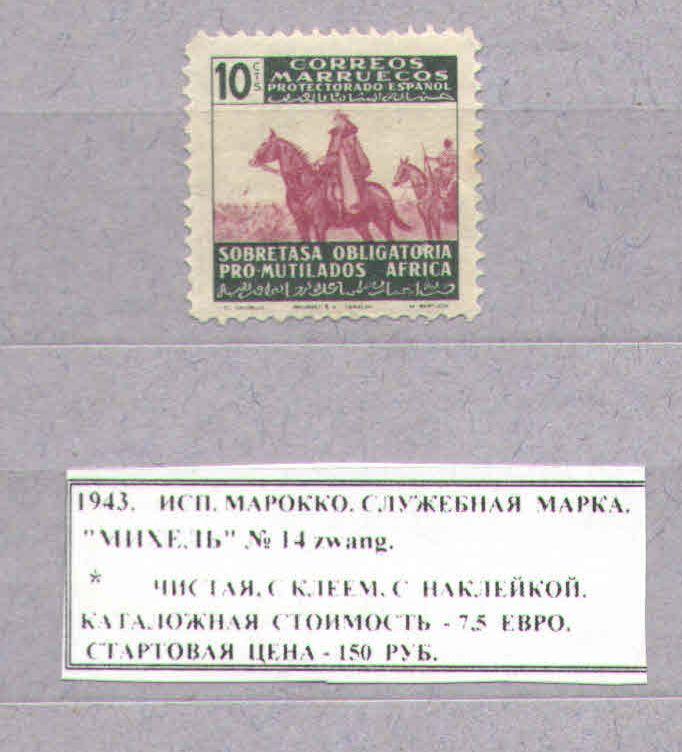 10 CTS
CORREOS
MARRUECOS
PROTECTORADO ESPAÑOL
SOBRETASA OBLIGATORIA
PRO-MUTILADOS AFRICA
1943. ИСП. МАРОККО. СЛУЖЕБНАЯ МАРКА.
"МИХЕЛЬ" № 14 zwang.
* ЧИСТАЯ, С КЛЕЕМ, С НАКЛЕЙКОЙ.
КАТАЛОЖНАЯ СТОИМОСТЬ - 7,5 ЕВРО.
СТАРТОВАЯ ЦЕНА - 150 РУБ.